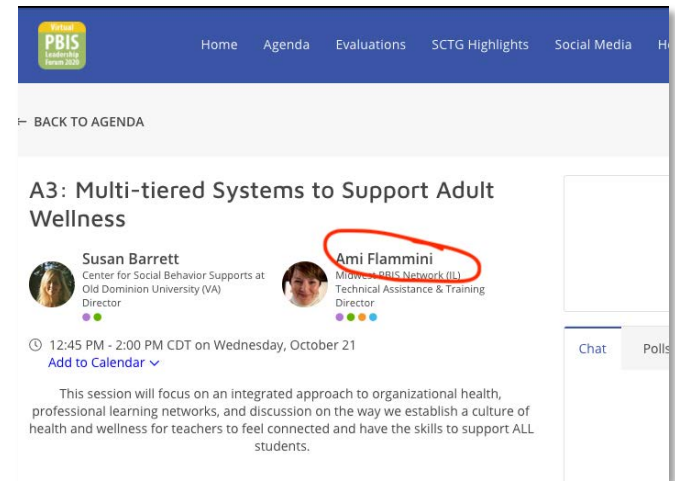 Virtual
PBIS
Leadership
Forum 2020
Home Agenda Evaluations SCTG Highlights Social Media
BACK TO AGENDA
A3: Multi-tiered Systems to Support Adult
Wellness
Susan Barrett
Center for Social Behavior Supports at
Old Dominion University (VA)
Director
Ami Flammini
Midwest PBIS Network (IL)
Technical Assistance & Training
Director
12:45 PM - 2:00 PM CDT on Wednesday, October 21
Add to Calendar
Chat Polls
This session will focus on an integrated approach to organizational health,
professional learning networks, and discussion on the way we establish a culture of
health and wellness for teachers to feel connected and have the skills to support ALL
students.